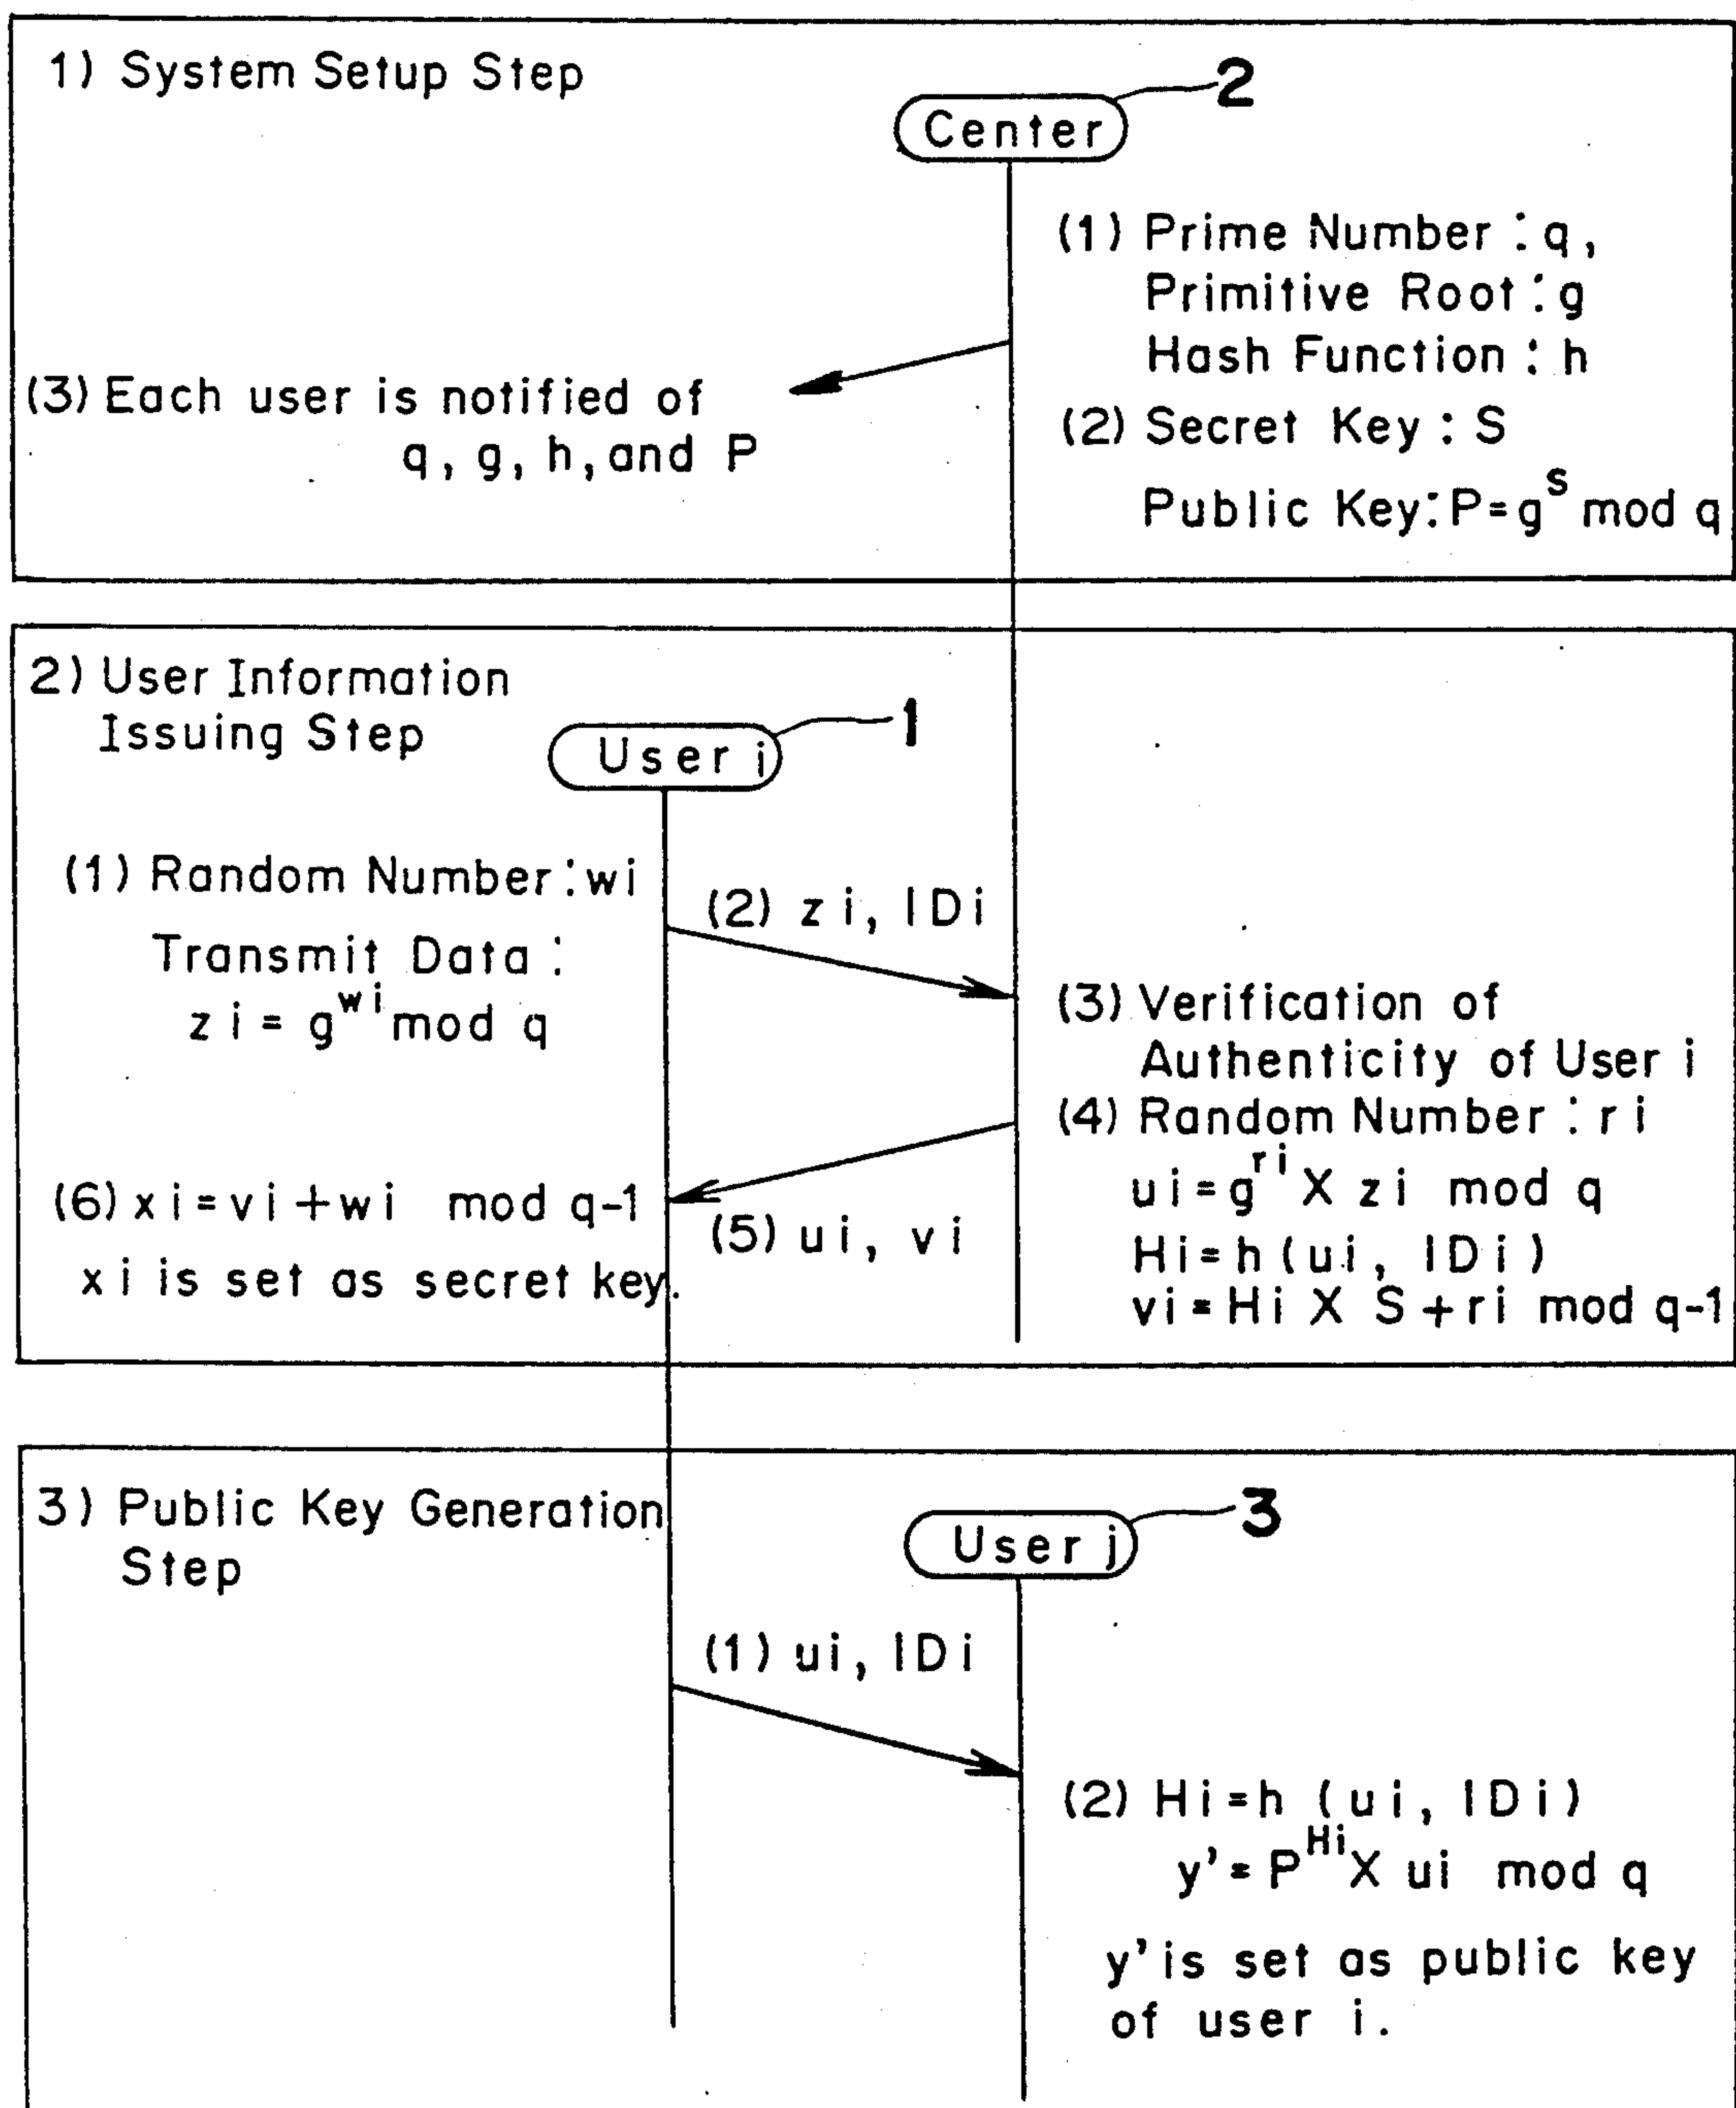 1) System Setup Step
2
Center
(1) Prime Number : q,
Primitive Root : g
Hash Function : h
(3) Each user is notified of
q, g, h, and P
(2) Secret Key : S
Public Key : P=g^s mod q
2) User Information
Issuing Step
1
User i
(1) Random Number : wi
Transmit Data :
zi = g^wi mod q
(2) zi, IDi
(3) Verification of
Authenticity of User i
(4) Random Number : ri
ui=g^ri X zi mod q
Hi=h (ui, IDi)
vi=Hi X S+ri mod q-1
(5) ui, vi
(6) xi=vi+wi mod q-1
xi is set as secret key.
3) Public Key Generation
Step
3
User j
(1) ui, IDi
(2) Hi=h (ui, IDi)
y'=P^Hi X ui mod q
y' is set as public key
of user i.